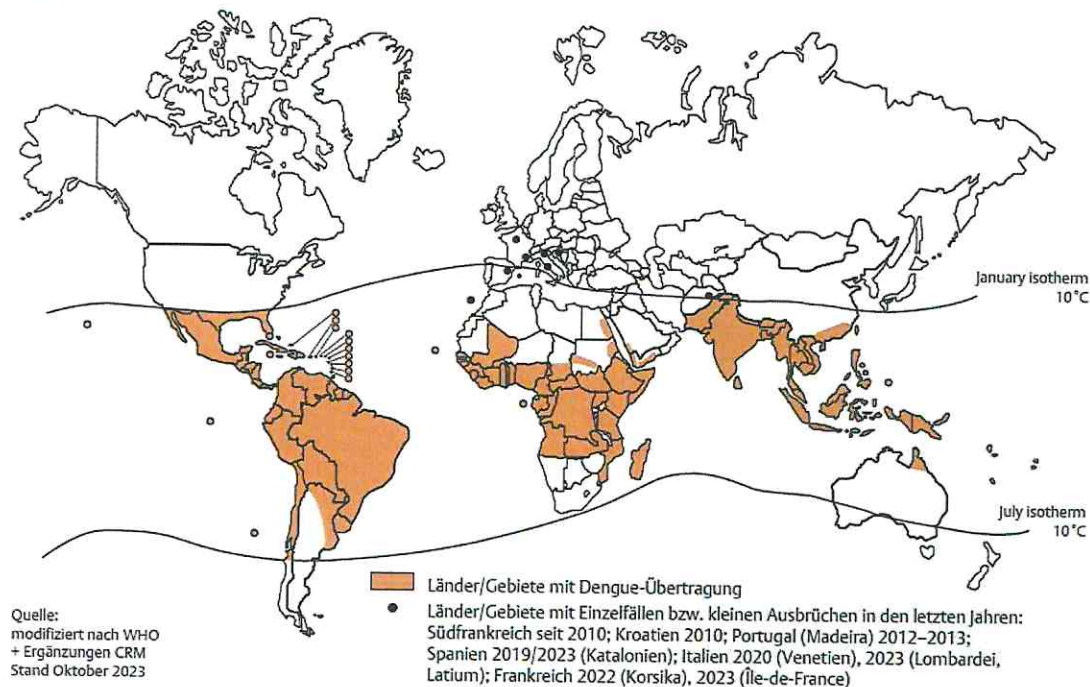 January isotherm
10˚C
July isotherm
10˚C
Länder/Gebiete mit Dengue-Übertragung
Länder/Gebiete mit Einzelfällen bzw. kleinen Ausbrüchen in den letzten Jahren:
Südfrankreich seit 2010; Kroatien 2010; Portugal (Madeira) 2012–2013;
Spanien 2019/2023 (Katalonien); Italien 2020 (Venetien), 2023 (Lombardei,
Latium); Frankreich 2022 (Korsika), 2023 (Île-de-France)
Quelle:
modifiziert nach WHO
+ Ergänzungen CRM
Stand Oktober 2023